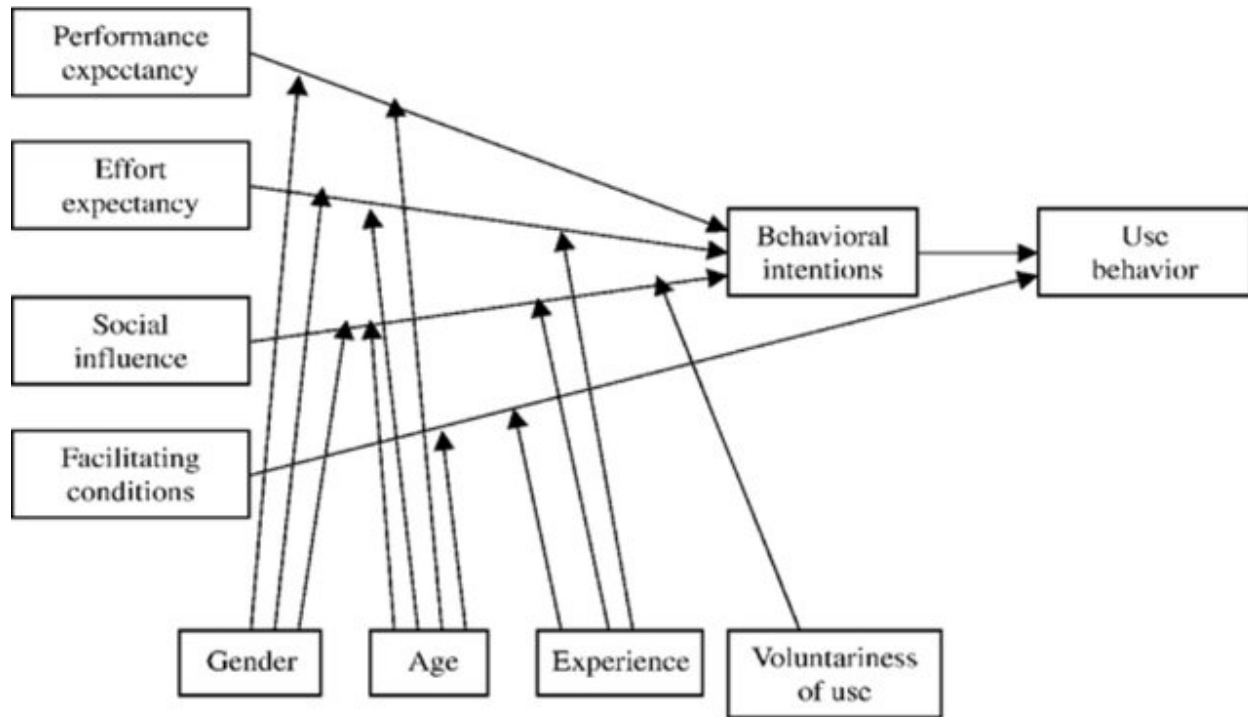 Performance
expectancy
Effort
expectancy
Social
influence
Facilitating
conditions
Behavioral
intentions
Use
behavior
Gender
Age
Experience
Voluntariness
of use